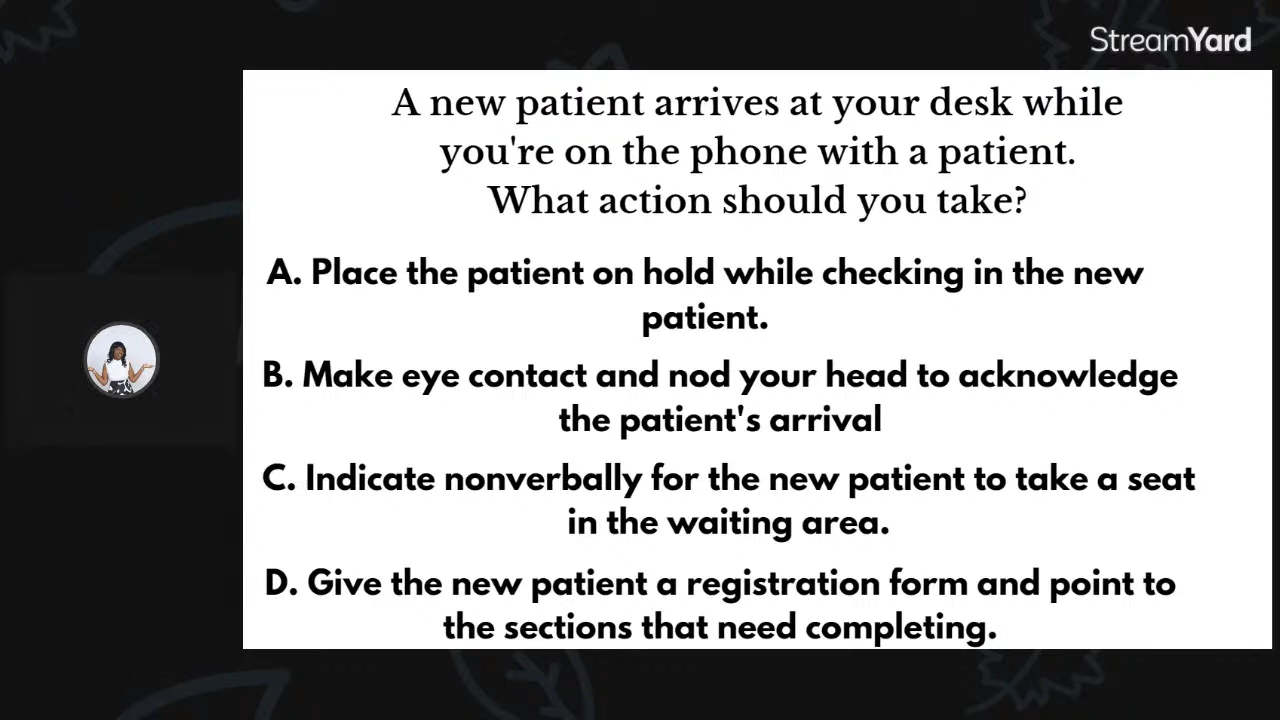 StreamYard
A new patient arrives at your desk while
you're on the phone with a patient.
What action should you take?
A. Place the patient on hold while checking in the new
patient.
B. Make eye contact and nod your head to acknowledge
the patient's arrival
C. Indicate nonverbally for the new patient to take a seat
in the waiting area.
D. Give the new patient a registration form and point to
the sections that need completing.